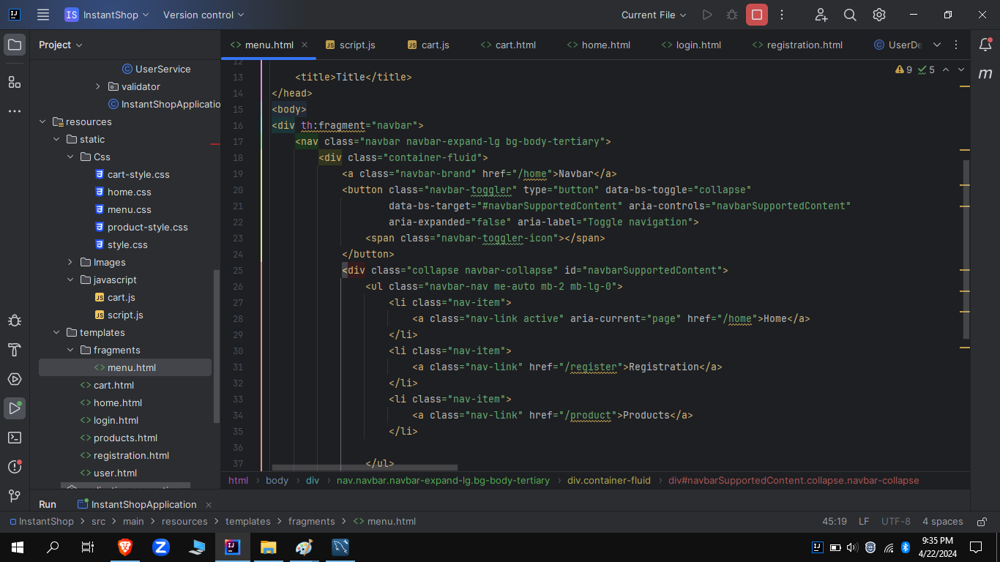 IS InstantShop Version control Current File
Project
menu.html script.js cart.js cart.html home.html login.html registration.html UserDe
UserService
validator
InstantShopApplicatio
resources
static
Css
cart-style.css
home.css
menu.css
product-style.css
style.css
Images
javascript
JS cart.js
JS script.js
templates
fragments
menu.html
cart.html
home.html
login.html
products.html
registration.html
user.html
9 5
12
13 <title>Title</title>
14 </head>
15 <body>
16 <div th:fragment="navbar">
17 <nav class="navbar navbar-expand-lg bg-body-tertiary">
18 <div class="container-fluid">
19 <a class="navbar-brand" href="/home">Navbar</a>
20 <button class="navbar-toggler" type="button" data-bs-toggle="collapse"
21 data-bs-target="#navbarSupportedContent" aria-controls="navbarSupportedContent"
22 aria-expanded="false" aria-label="Toggle navigation">
23 <span class="navbar-toggler-icon"></span>
24 </button>
25 <div class="collapse navbar-collapse" id="navbarSupportedContent">
26 <ul class="navbar-nav me-auto mb-2 mb-lg-0">
27 <li class="nav-item">
28 <a class="nav-link active" aria-current="page" href="/home">Home</a>
29 </li>
30 <li class="nav-item">
31 <a class="nav-link" href="/register">Registration</a>
32 </li>
33 <li class="nav-item">
34 <a class="nav-link" href="/product">Products</a>
35 </li>
36
37 </ul>
html body div nav.navbar.navbar-expand-lg.bg-body-tertiary div.container-fluid div#navbarSupportedContent.collapse.navbar-collapse
Run InstantShopApplication
InstantShop src main resources templates fragments menu.html 45:19 LF UTF-8 4 spaces
9:35 PM
4/22/2024